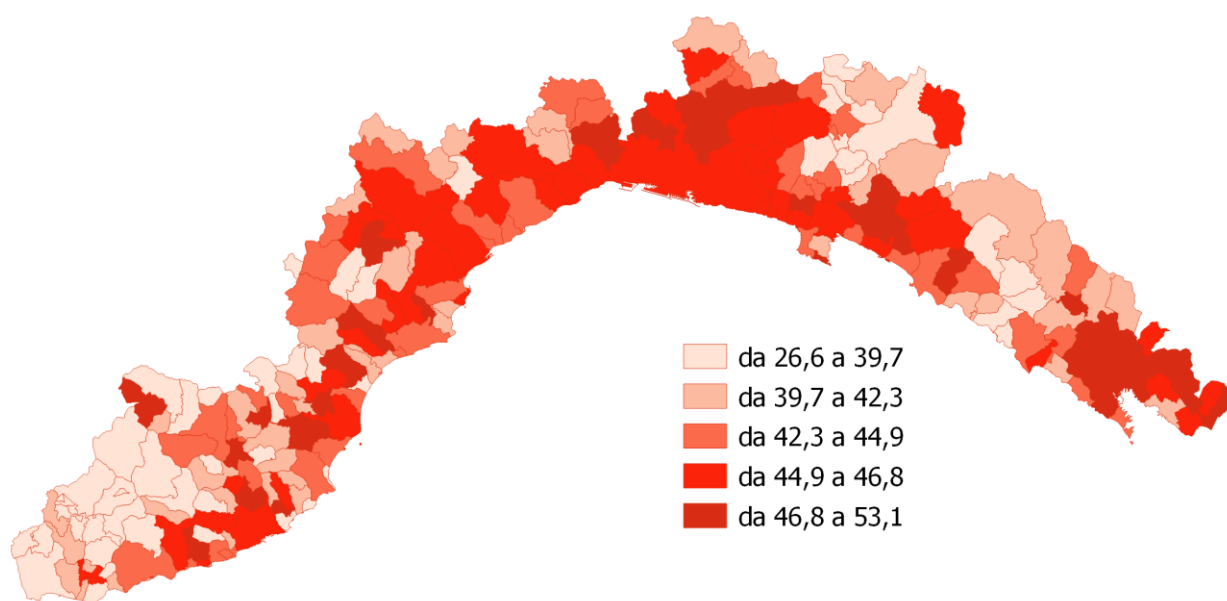 da 26,6 a 39,7
da 39,7 a 42,3
da 42,3 a 44,9
da 44,9 a 46,8
da 46,8 a 53,1